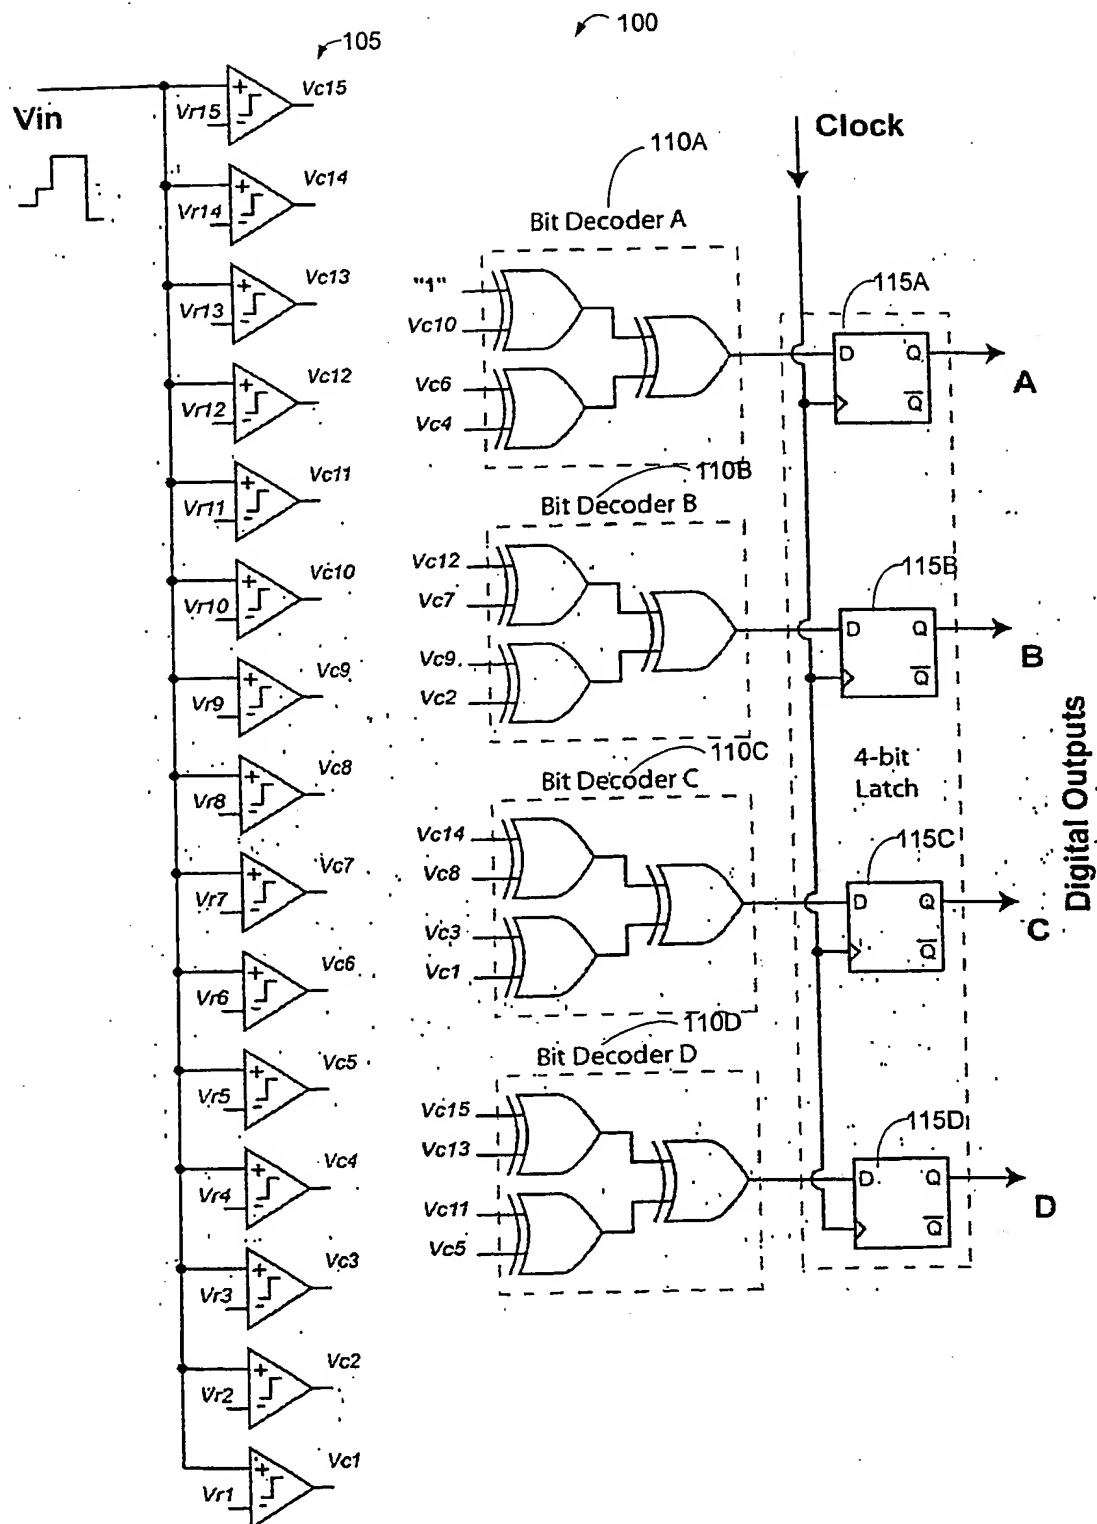 100
105
Vin
Vc15
Vr15
Vc14
Vr14
Vc13
Vr13
Vc12
Vr12
Vc11
Vr11
Vc10
Vr10
Vc9
Vr9
Vc8
Vr8
Vc7
Vr7
Vc6
Vr6
Vc5
Vr5
Vc4
Vr4
Vc3
Vr3
Vc2
Vr2
Vc1
Vr1
110A
Bit Decoder A
"1"
Vc10
Vc6
Vc4
110B
Bit Decoder B
Vc12
Vc7
Vc9
Vc2
110C
Bit Decoder C
Vc14
Vc8
Vc3
Vc1
110D
Bit Decoder D
Vc15
Vc13
Vc11
Vc5
Clock
115A
D Q
Q̅
A
115B
D Q
Q̅
B
4-bit
Latch
115C
D Q
Q̅
C
115D
D Q
Q̅
D
Digital Outputs